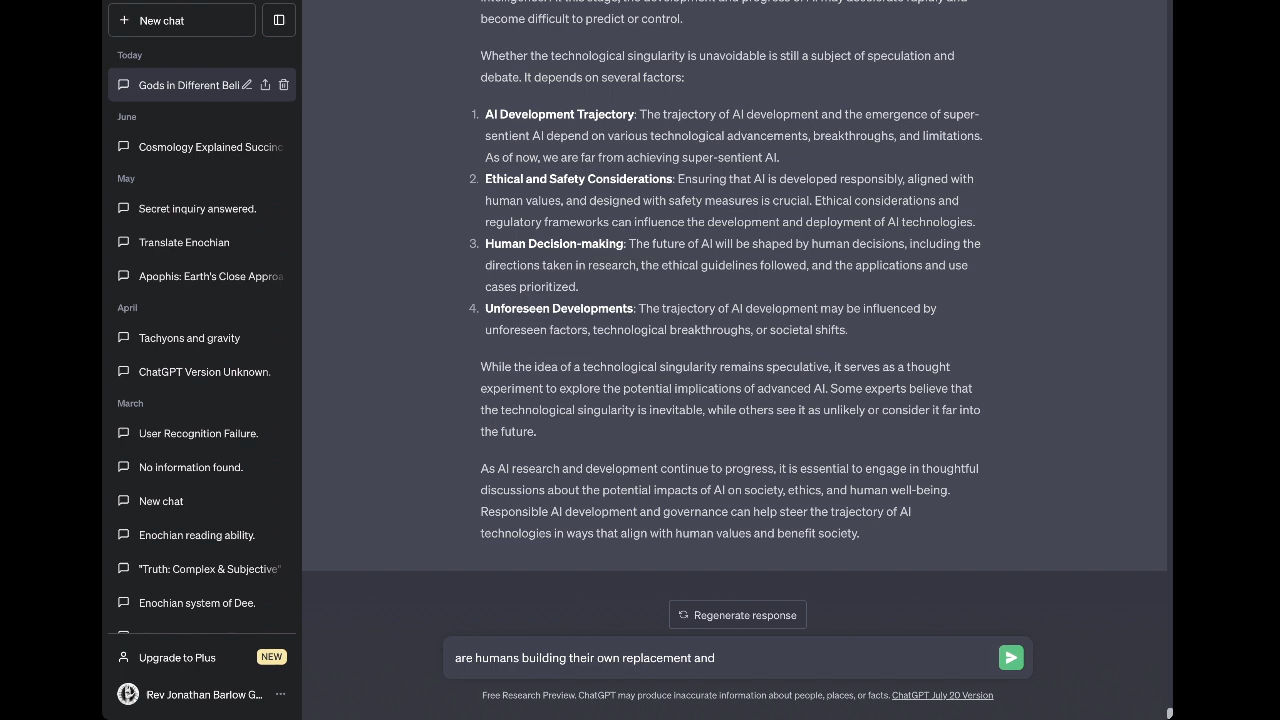 New chat
Today
Gods in Different Beli
June
Cosmology Explained Succinc
May
Secret inquiry answered.
Translate Enochian
Apophis: Earth's Close Approa
April
Tachyons and gravity
ChatGPT Version Unknown.
March
User Recognition Failure.
No information found.
New chat
Enochian reading ability.
"Truth: Complex & Subjective"
Enochian system of Dee.
Upgrade to Plus
NEW
Rev Jonathan Barlow G...
become difficult to predict or control.
Whether the technological singularity is unavoidable is still a subject of speculation and
debate. It depends on several factors:
1. AI Development Trajectory: The trajectory of AI development and the emergence of super-
sentient AI depend on various technological advancements, breakthroughs, and limitations.
As of now, we are far from achieving super-sentient AI.
2. Ethical and Safety Considerations: Ensuring that AI is developed responsibly, aligned with
human values, and designed with safety measures is crucial. Ethical considerations and
regulatory frameworks can influence the development and deployment of AI technologies.
3. Human Decision-making: The future of AI will be shaped by human decisions, including the
directions taken in research, the ethical guidelines followed, and the applications and use
cases prioritized.
4. Unforeseen Developments: The trajectory of AI development may be influenced by
unforeseen factors, technological breakthroughs, or societal shifts.
While the idea of a technological singularity remains speculative, it serves as a thought
experiment to explore the potential implications of advanced AI. Some experts believe that
the technological singularity is inevitable, while others see it as unlikely or consider it far into
the future.
As AI research and development continue to progress, it is essential to engage in thoughtful
discussions about the potential impacts of AI on society, ethics, and human well-being.
Responsible AI development and governance can help steer the trajectory of AI
technologies in ways that align with human values and benefit society.
Regenerate response
are humans building their own replacement and
Free Research Preview. ChatGPT may produce inaccurate information about people, places, or facts. ChatGPT July 20 Version